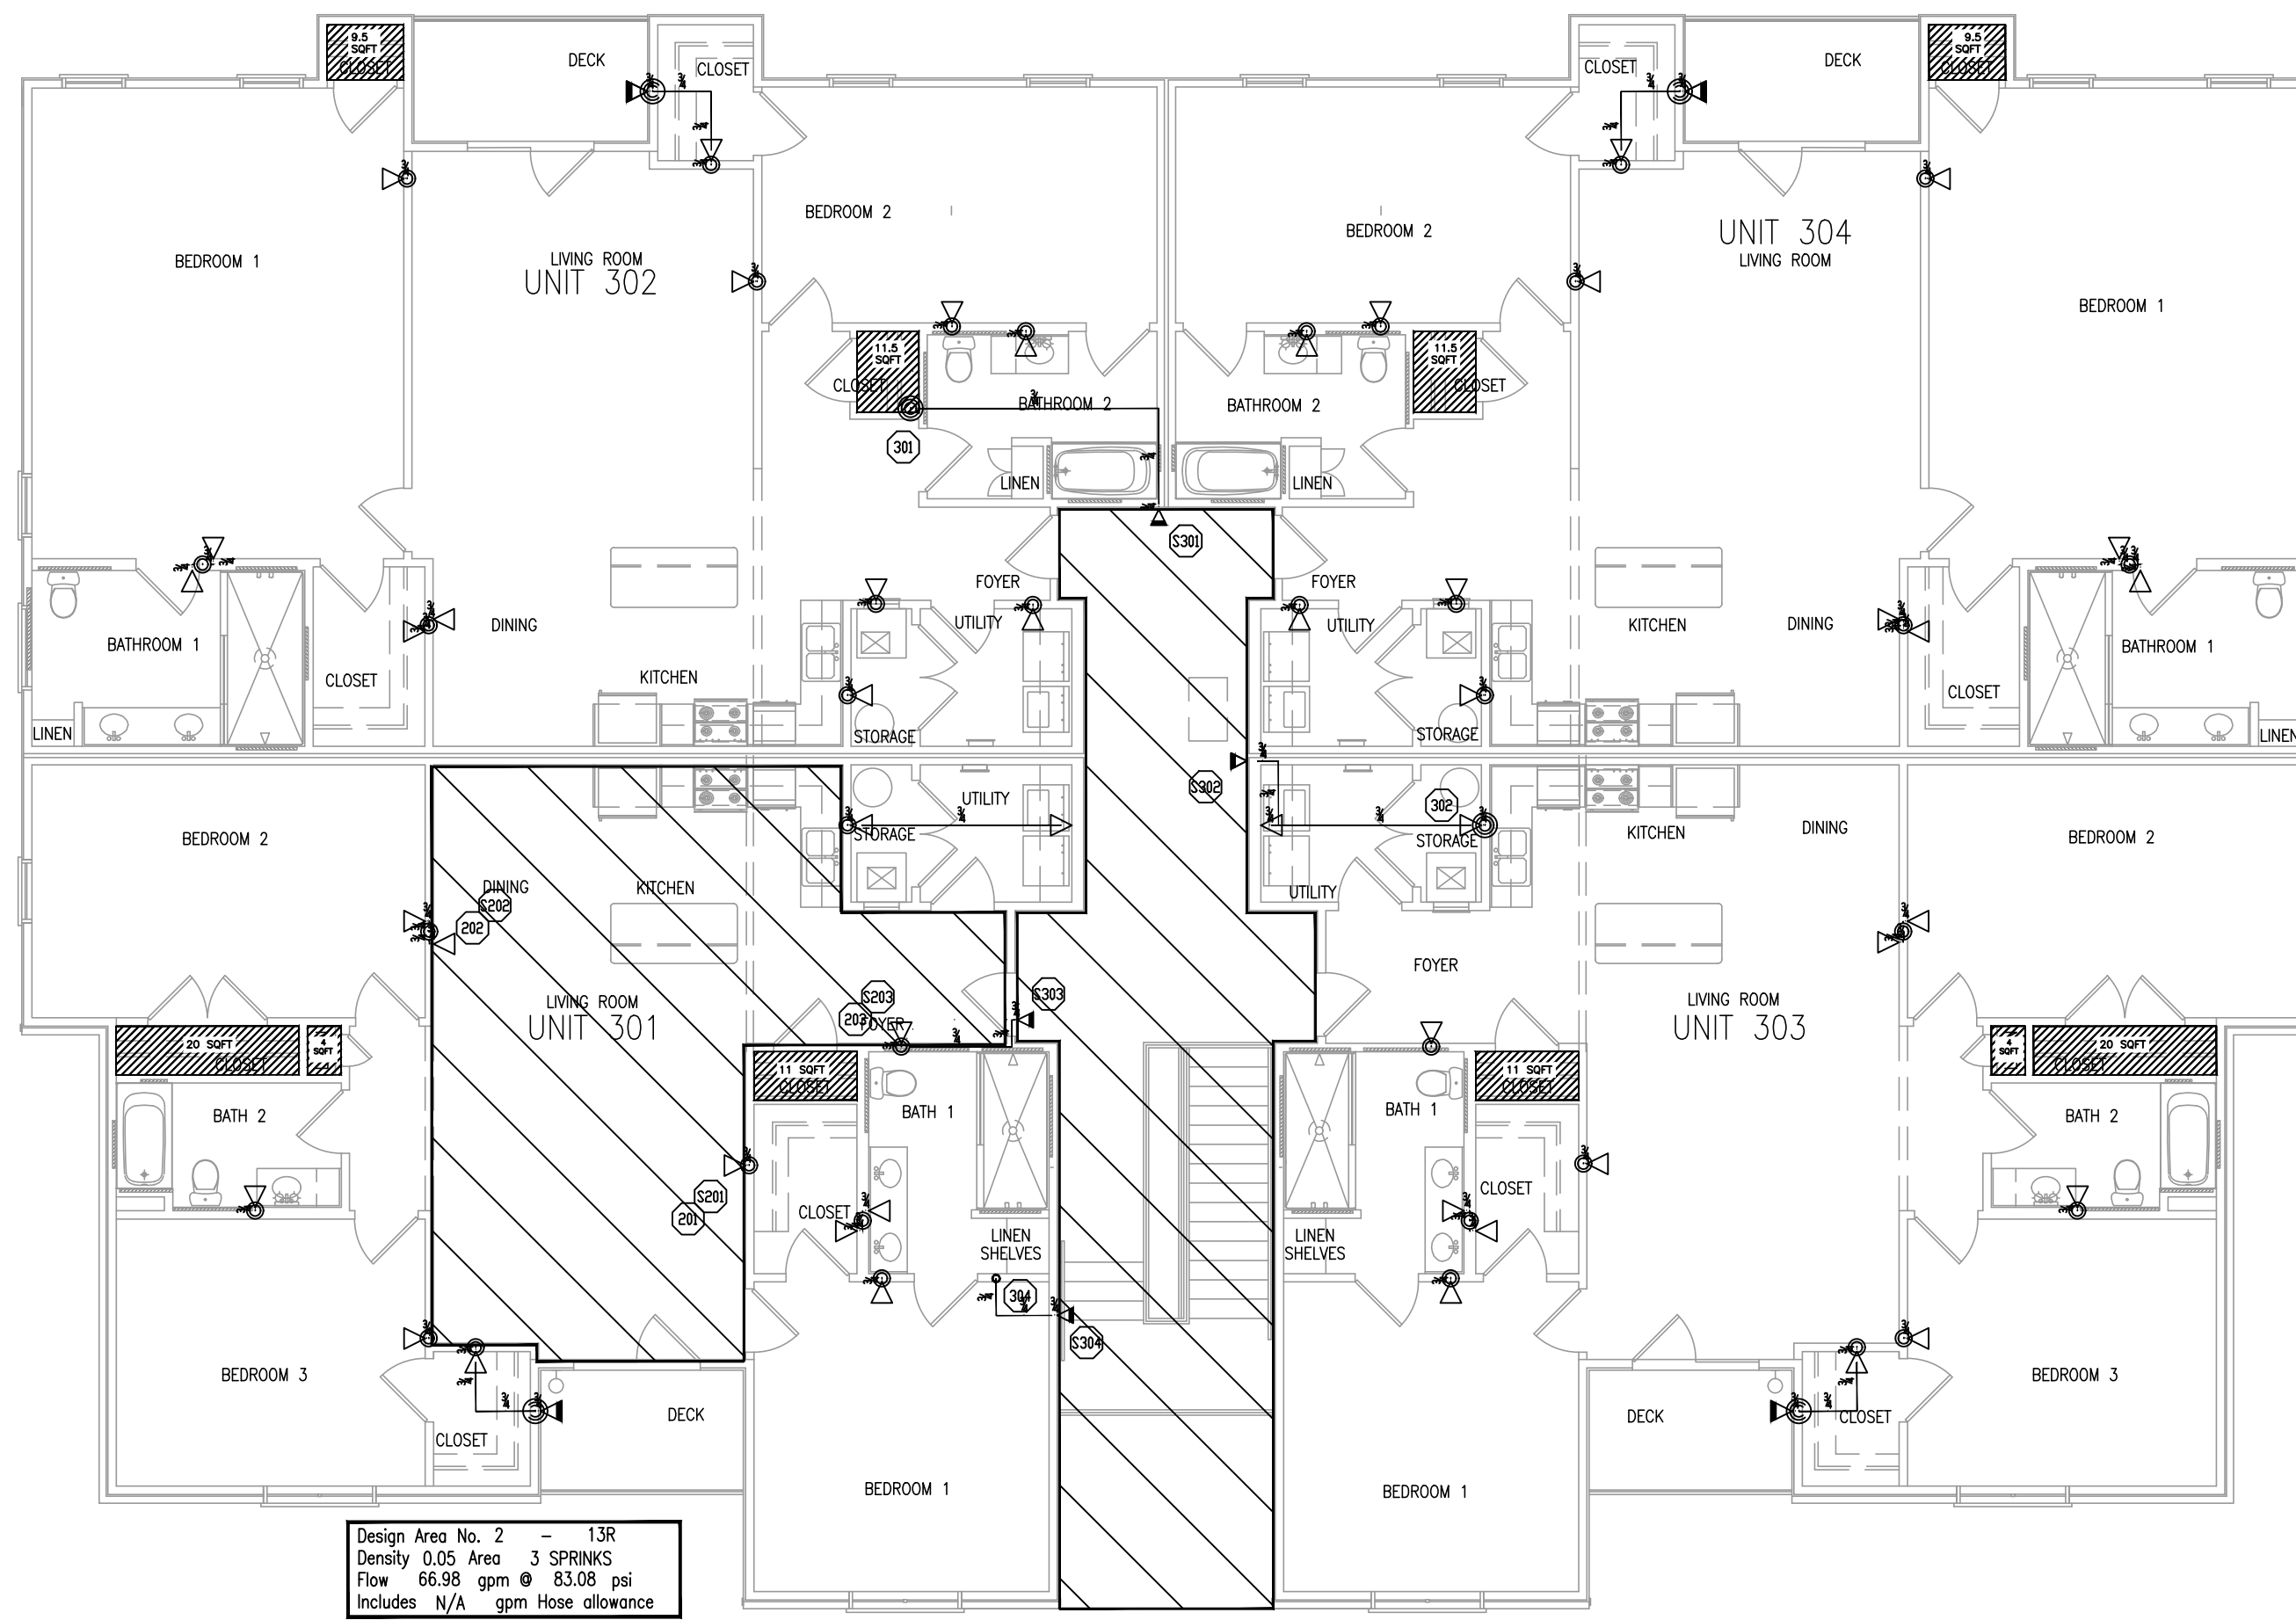 9.5
SQFT
CLOSET
DECK
CLOSET
CLOSET
DECK
9.5
SQFT
CLOSET
BEDROOM 1
LIVING ROOM
UNIT 302
BEDROOM 2
BEDROOM 2
UNIT 304
LIVING ROOM
BEDROOM 1
11.5
SQFT
CLOSET
BATHROOM 2
301
LINEN
11.5
SQFT
CLOSET
BATHROOM 2
LINEN
S301
FOYER
FOYER
UTILITY
UTILITY
BATHROOM 1
CLOSET
LINEN
DINING
KITCHEN
STORAGE
STORAGE
KITCHEN
DINING
CLOSET
BATHROOM 1
LINEN
S302
302
BEDROOM 2
UTILITY
STORAGE
STORAGE
UTILITY
KITCHEN
DINING
BEDROOM 2
DINING
S202
202
KITCHEN
LIVING ROOM
UNIT 301
S203
203
FOYER
S303
FOYER
LIVING ROOM
UNIT 303
20 SQFT
CLOSET
4
SQFT
11 SQFT
CLOSET
11 SQFT
CLOSET
4
SQFT
20 SQFT
CLOSET
BATH 2
BATH 1
BATH 1
BATH 2
S201
201
CLOSET
LINEN
SHELVES
LINEN
SHELVES
CLOSET
304
S304
BEDROOM 3
CLOSET
DECK
BEDROOM 1
BEDROOM 1
DECK
CLOSET
BEDROOM 3
Design Area No. 2 - 13R
Density 0.05 Area 3 SPRINKS
Flow 66.98 gpm @ 83.08 psi
Includes N/A gpm Hose allowance